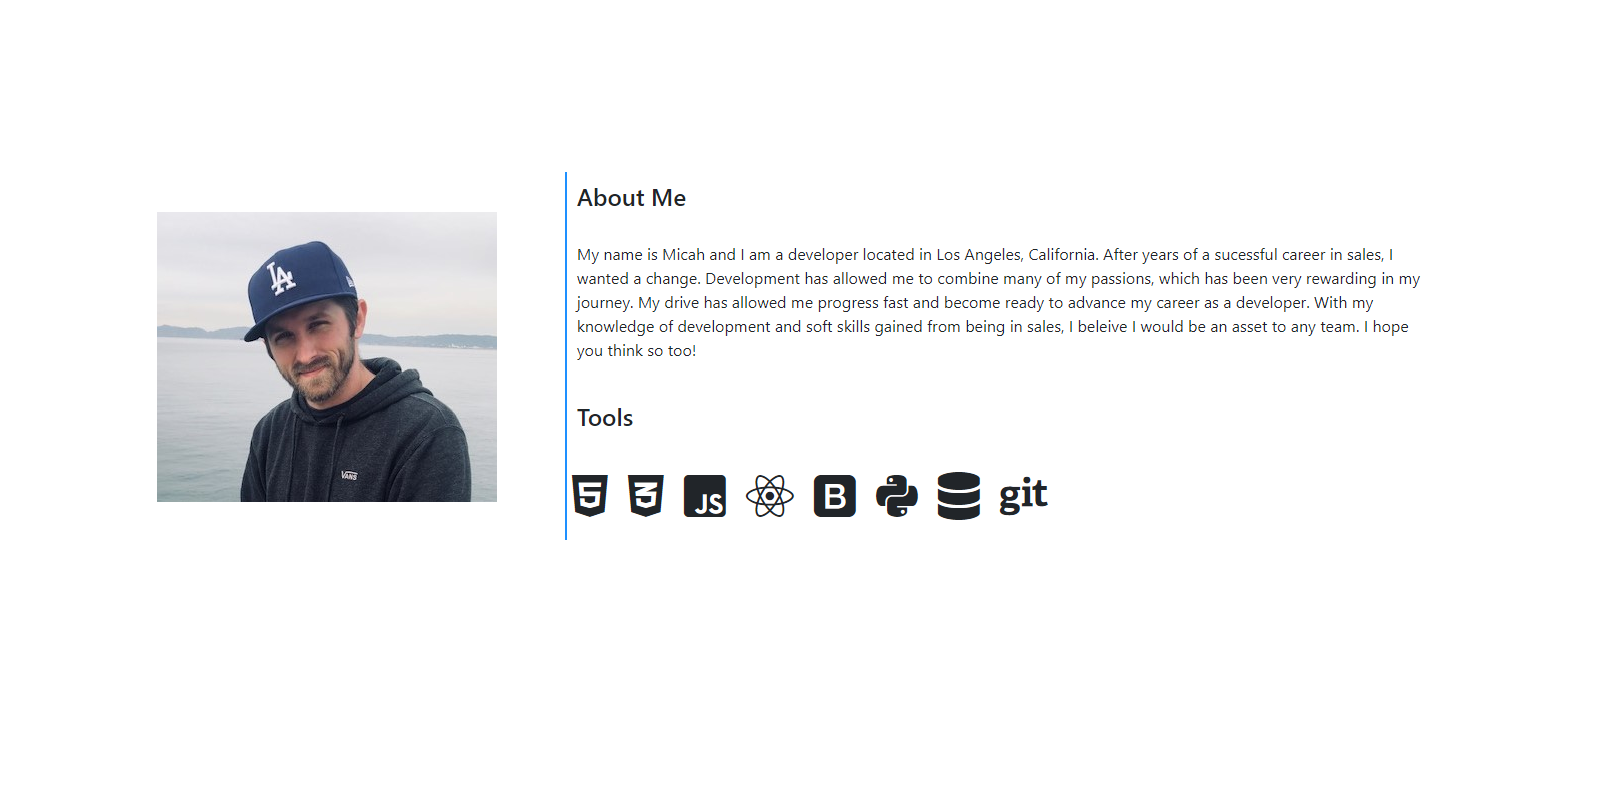 About Me
My name is Micah and I am a developer located in Los Angeles, California. After years of a sucessful career in sales, I
wanted a change. Development has allowed me to combine many of my passions, which has been very rewarding in my
journey. My drive has allowed me progress fast and become ready to advance my career as a developer. With my
knowledge of development and soft skills gained from being in sales, I beleive I would be an asset to any team. I hope
you think so too!
Tools
5 3 JS B git
LA
VANS